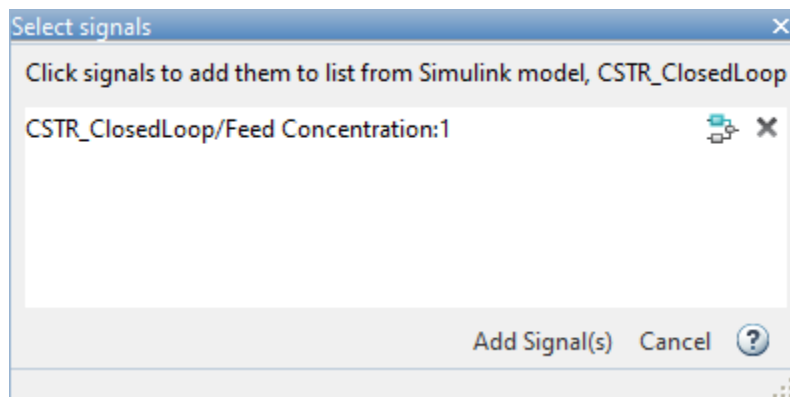 Select signals
Click signals to add them to list from Simulink model, CSTR_ClosedLoop
CSTR_ClosedLoop/Feed Concentration:1
Add Signal(s) Cancel ?